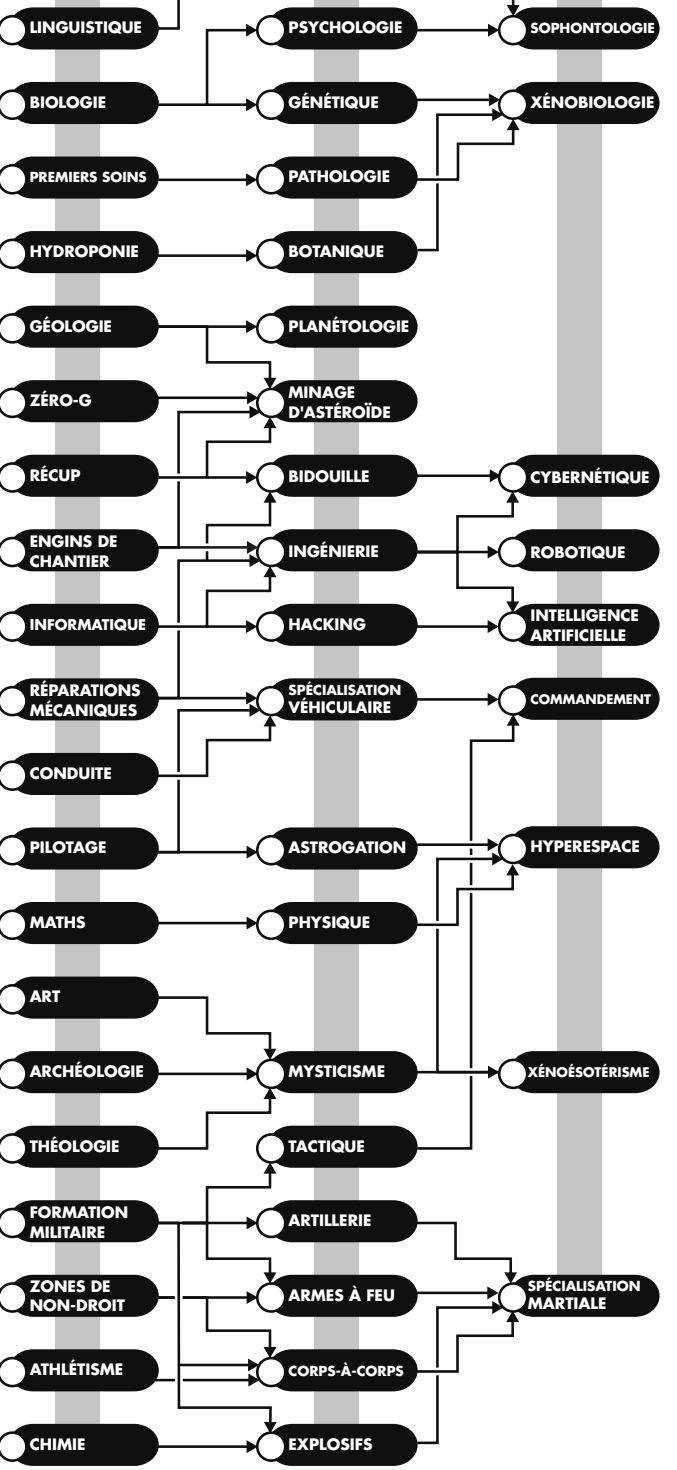 LINGUISTIQUE
PSYCHOLOGIE
SOPHONTOLOGIE
BIOLOGIE
GÉNÉTIQUE
XÉNOBIOLOGIE
PREMIERS SOINS
PATHOLOGIE
HYDROPONIE
BOTANIQUE
GÉOLOGIE
PLANÉTOLOGIE
ZÉRO-G
MINAGE
D'ASTÉROÏDE
RÉCUP
BIDOUILLE
CYBERNÉTIQUE
ENGINS DE
CHANTIER
INGÉNIERIE
ROBOTIQUE
INFORMATIQUE
HACKING
INTELLIGENCE
ARTIFICIELLE
RÉPARATIONS
MÉCANIQUES
SPÉCIALISATION
VÉHICULAIRE
COMMANDEMENT
CONDUITE
PILOTAGE
ASTROGATION
HYPERESPACE
MATHS
PHYSIQUE
ART
ARCHÉOLOGIE
MYSTICISME
XÉNOÉSOTÉRISME
THÉOLOGIE
TACTIQUE
FORMATION
MILITAIRE
ARTILLERIE
ZONES DE
NON-DROIT
ARMES À FEU
SPÉCIALISATION
MARTIALE
ATHLÉTISME
CORPS-À-CORPS
CHIMIE
EXPLOSIFS